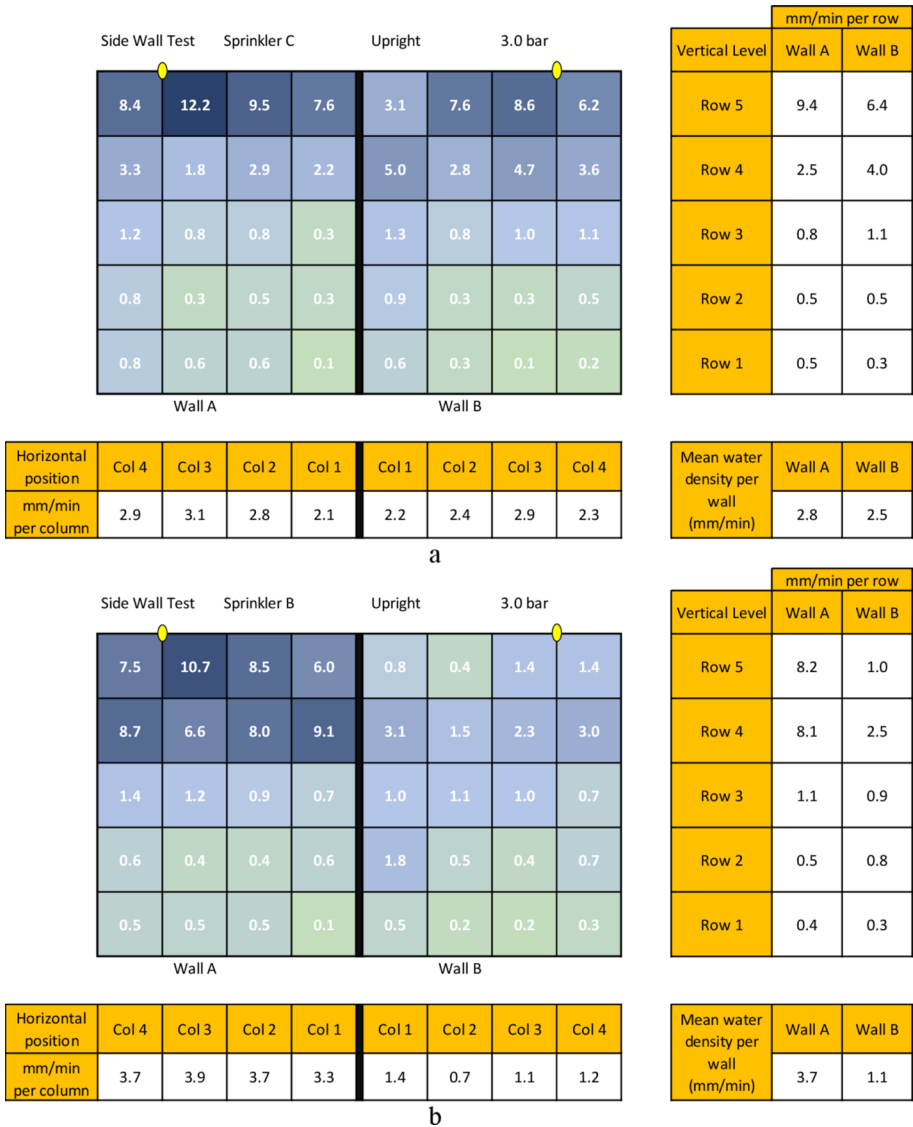 mm/min per row
Side Wall Test Sprinkler C Upright 3.0 bar
Vertical Level Wall A Wall B
8.4 12.2 9.5 7.6 3.1 7.6 8.6 6.2 Row 5 9.4 6.4
3.3 1.8 2.9 2.2 5.0 2.8 4.7 3.6 Row 4 2.5 4.0
1.2 0.8 0.8 0.3 1.3 0.8 1.0 1.1 Row 3 0.8 1.1
0.8 0.3 0.5 0.3 0.9 0.3 0.3 0.5 Row 2 0.5 0.5
0.8 0.6 0.6 0.1 0.6 0.3 0.1 0.2 Row 1 0.5 0.3
Wall A Wall B
Horizontal
position Col 4 Col 3 Col 2 Col 1 Col 1 Col 2 Col 3 Col 4
mm/min
per column 2.9 3.1 2.8 2.1 2.2 2.4 2.9 2.3
Mean water
density per
wall
(mm/min)
Wall A Wall B
2.8 2.5
a
mm/min per row
Side Wall Test Sprinkler B Upright 3.0 bar
Vertical Level Wall A Wall B
7.5 10.7 8.5 6.0 0.8 0.4 1.4 1.4 Row 5 8.2 1.0
8.7 6.6 8.0 9.1 3.1 1.5 2.3 3.0 Row 4 8.1 2.5
1.4 1.2 0.9 0.7 1.0 1.1 1.0 0.7 Row 3 1.1 0.9
0.6 0.4 0.4 0.6 1.8 0.5 0.4 0.7 Row 2 0.5 0.8
0.5 0.5 0.5 0.1 0.5 0.2 0.2 0.3 Row 1 0.4 0.3
Wall A Wall B
Horizontal
position Col 4 Col 3 Col 2 Col 1 Col 1 Col 2 Col 3 Col 4
mm/min
per column 3.7 3.9 3.7 3.3 1.4 0.7 1.1 1.2
Mean water
density per
wall
(mm/min)
Wall A Wall B
3.7 1.1
b